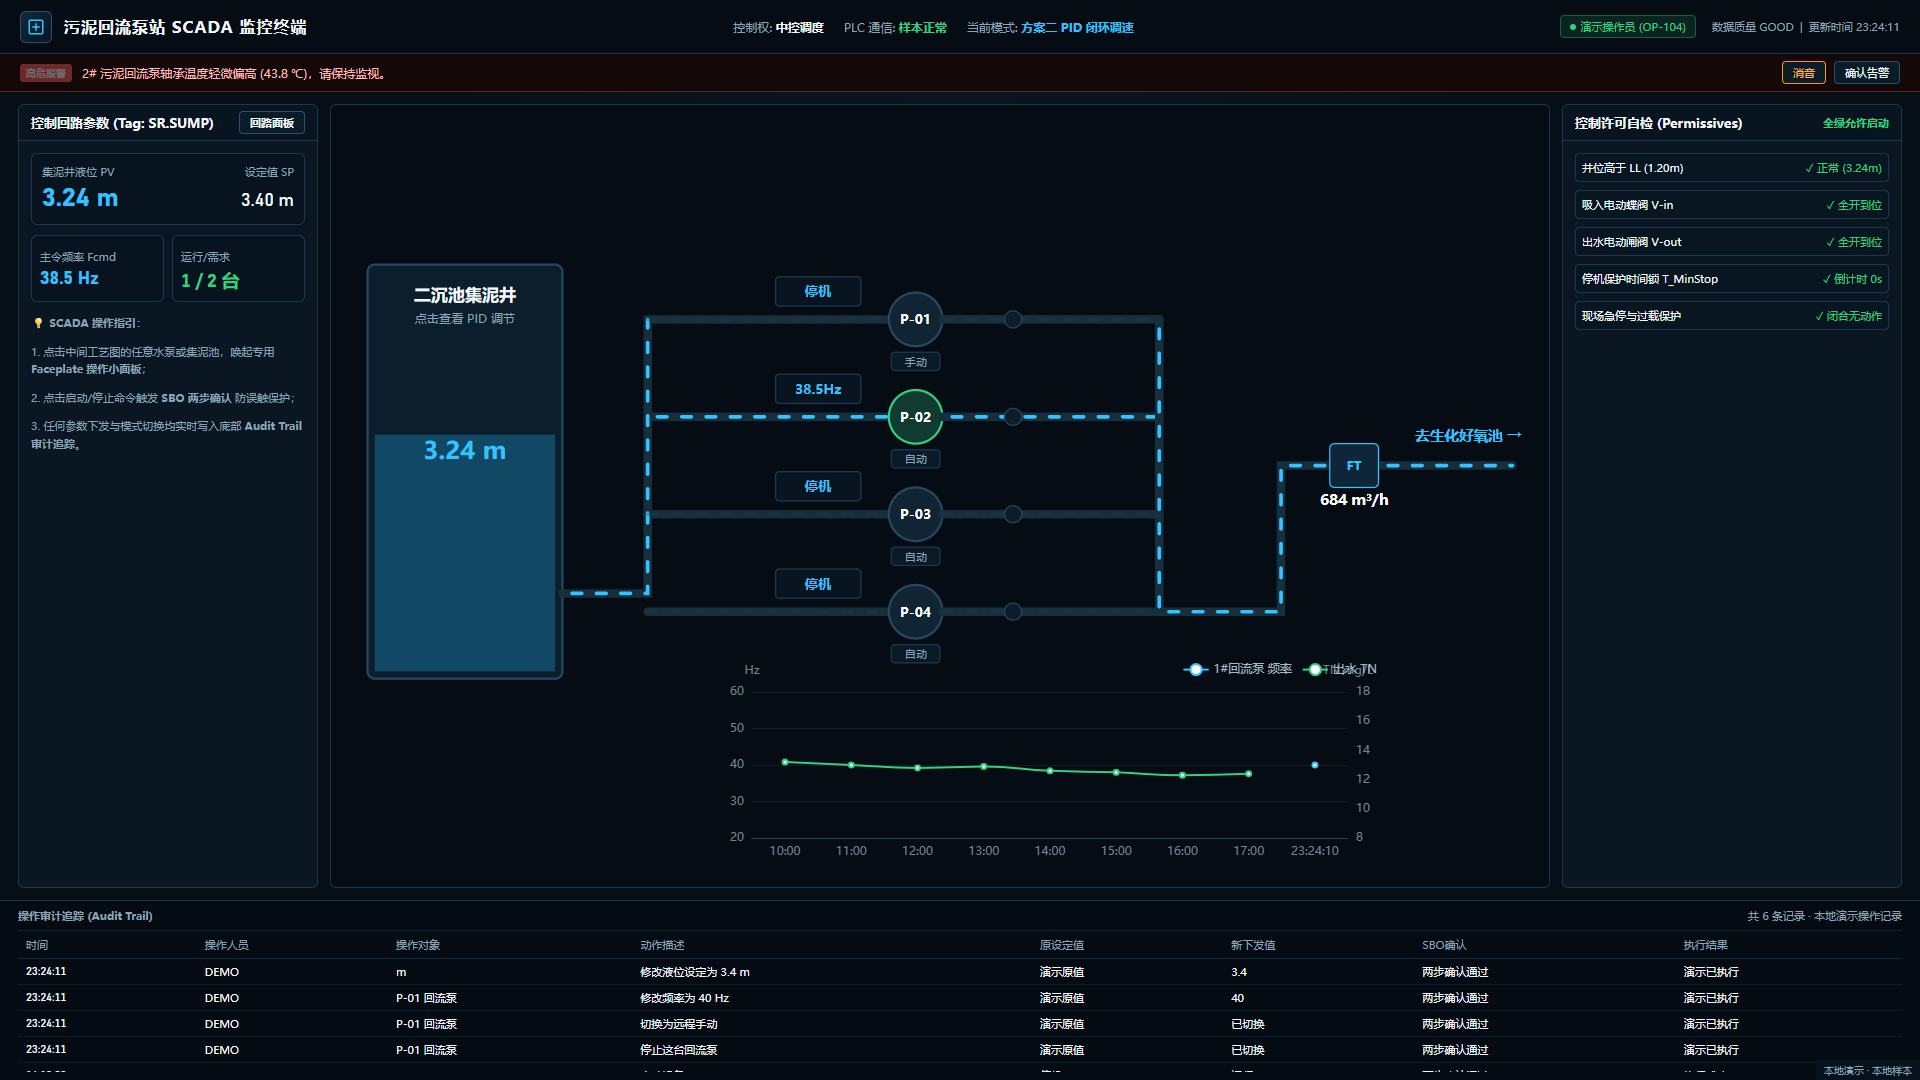 污泥回流泵站 SCADA 监控终端
控制权: 中控调度 PLC 通信: 样本正常 当前模式: 方案二 PID 闭环调速
● 演示操作员 (OP-104) 数据质量 GOOD | 更新时间 23:24:11
高危报警 2# 污泥回流泵轴承温度轻微偏高 (43.8 ℃)，请保持监视。
消音 确认告警
控制回路参数 (Tag: SR.SUMP) 回路面板
集泥井液位 PV 设定值 SP
3.24 m 3.40 m
主令频率 Fcmd
38.5 Hz
运行/需求
1 / 2 台
💡 SCADA 操作指引:
1. 点击中间工艺图的任意水泵或集泥池，唤起专用
Faceplate 操作小面板;
2. 点击启动/停止命令触发 SBO 两步确认 防误触保护;
3. 任何参数下发与模式切换均实时写入底部 Audit Trail
审计追踪。
二沉池集泥井
点击查看 PID 调节
3.24 m
停机
P-01
手动
38.5Hz
P-02
自动
停机
P-03
自动
停机
P-04
自动
去生化好氧池 →
FT
684 m³/h
Hz
1#回流泵 频率 出水 TN
60
50
40
30
20
18
16
14
12
10
8
10:00 11:00 12:00 13:00 14:00 15:00 16:00 17:00 23:24:10
控制许可自检 (Permissives) 全绿允许启动
井位高于 LL (1.20m) ✓ 正常 (3.24m)
吸入电动蝶阀 V-in ✓ 全开到位
出水电动闸阀 V-out ✓ 全开到位
停机保护时间锁 T_MinStop ✓ 倒计时 0s
现场急停与过载保护 ✓ 闭合无动作
操作审计追踪 (Audit Trail) 共 6 条记录 · 本地演示操作记录
时间 操作人员 操作对象 动作描述 原设定值 新下发值 SBO确认 执行结果
23:24:11 DEMO m 修改液位设定为 3.4 m 演示原值 3.4 两步确认通过 演示已执行
23:24:11 DEMO P-01 回流泵 修改频率为 40 Hz 演示原值 40 两步确认通过 演示已执行
23:24:11 DEMO P-01 回流泵 切换为远程手动 演示原值 已切换 两步确认通过 演示已执行
23:24:11 DEMO P-01 回流泵 停止这台回流泵 演示原值 已切换 两步确认通过 演示已执行
本地演示 · 本地样本